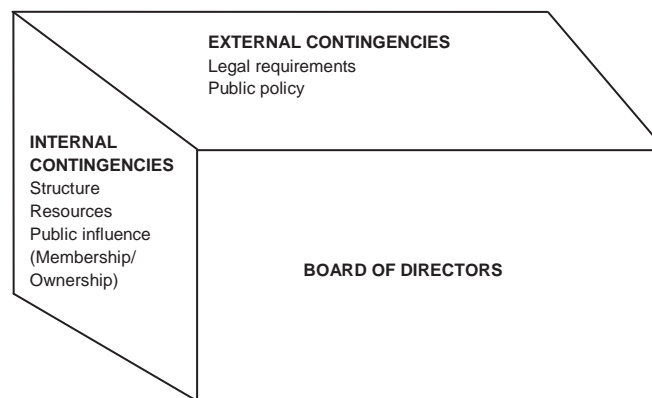 EXTERNAL CONTINGENCIES
Legal requirements
Public policy
INTERNAL
CONTINGENCIES
Structure
Resources
Public influence
(Membership/
Ownership)
BOARD OF DIRECTORS